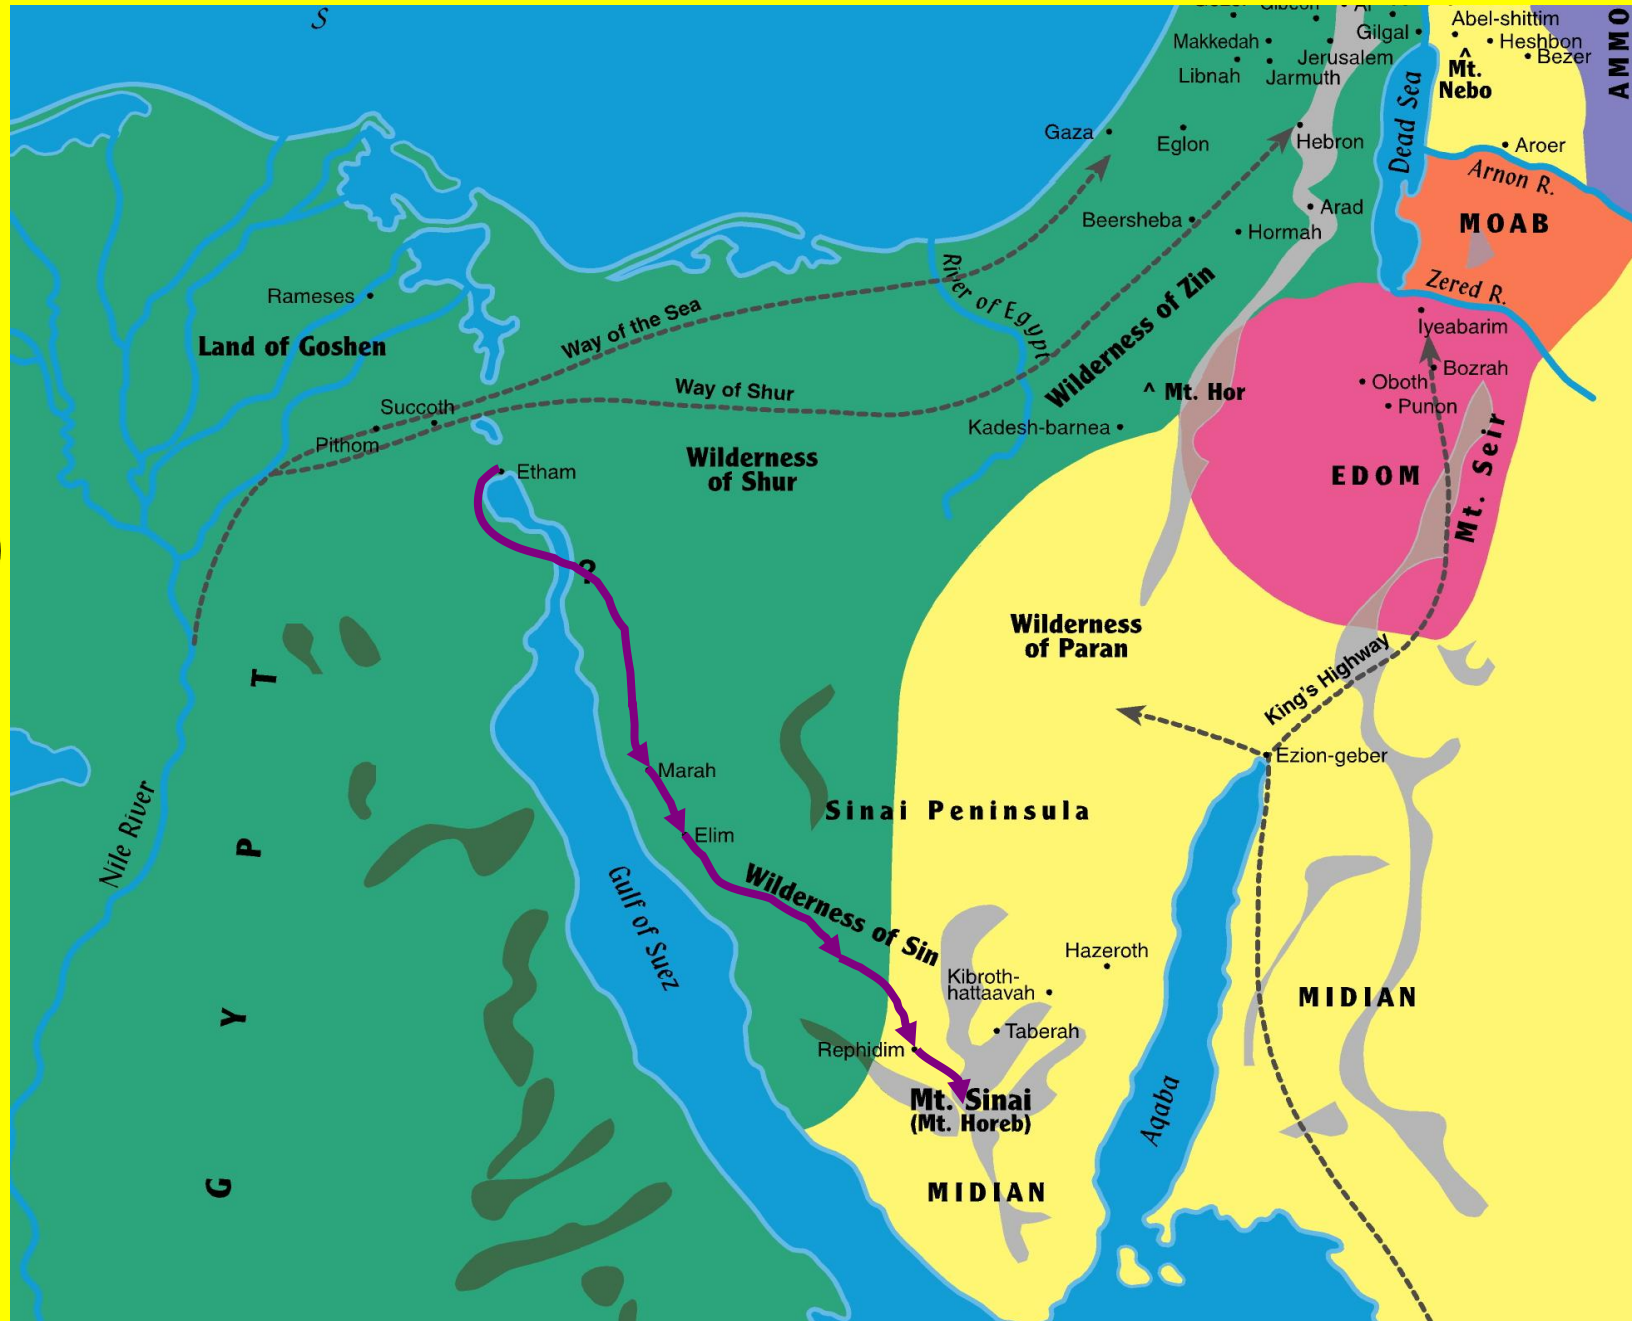 S
Makkedah
Gilgal
Libnah
Jarmuth
Jerusalem
Abel-shittim
Heshbon
Bezer
^
Mt.
Nebo
AMMO
Gaza
Eglon
Hebron
Dead Sea
Aroer
Arnon R.
Beersheba
Arad
Hormah
MOAB
River of Egypt
Zered R.
Rameses
Land of Goshen
Way of the Sea
Wilderness of Zin
Iyeabarim
Way of Shur
^ Mt. Hor
Bozrah
Oboth
Punon
Succoth
Pithom
Kadesh-barnea
Etham
Wilderness
of Shur
EDOM
Mt. Seir
?
Wilderness
of Paran
King's Highway
Ezion-geber
Marah
Elim
Sinai Peninsula
Nile River
G Y P T
Gulf of Suez
Wilderness of Sin
Hazeroth
Kibroth-
hattaavah
Taberah
MIDIAN
Rephidim
Mt. Sinai
(Mt. Horeb)
Aqaba
MIDIAN